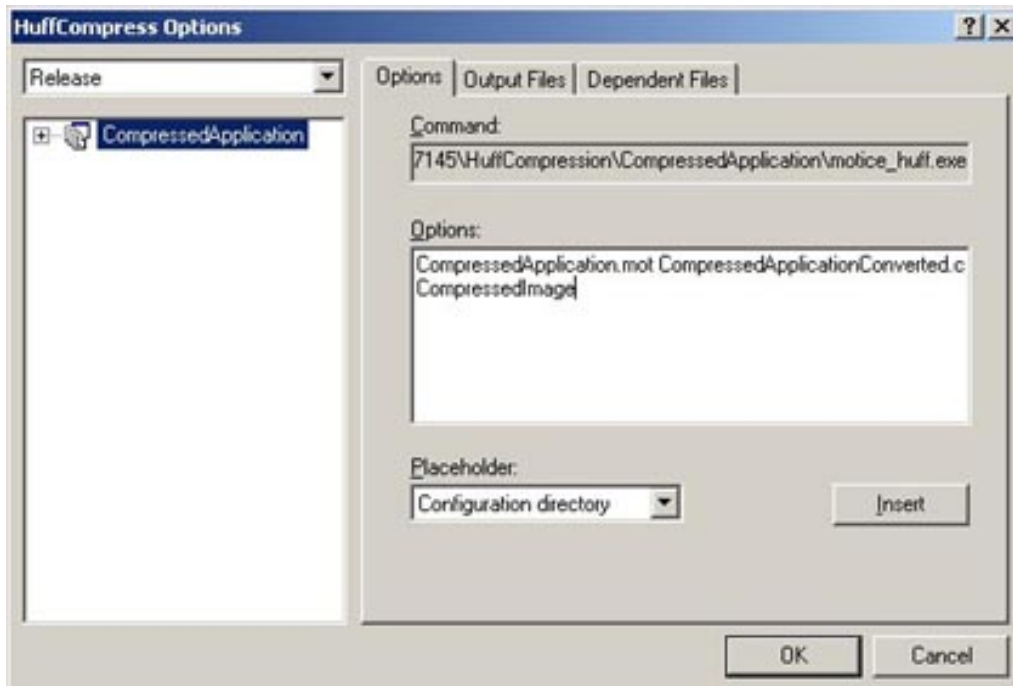 HuffCompress Options
Release
CompressedApplication
Options
Output Files
Dependent Files
Command:
7145\HuffCompression\CompressedApplication\motice_huff.exe
Options:
CompressedApplication.mot CompressedApplicationConverted.c
CompressedImage
Placeholder:
Configuration directory
Insert
OK
Cancel